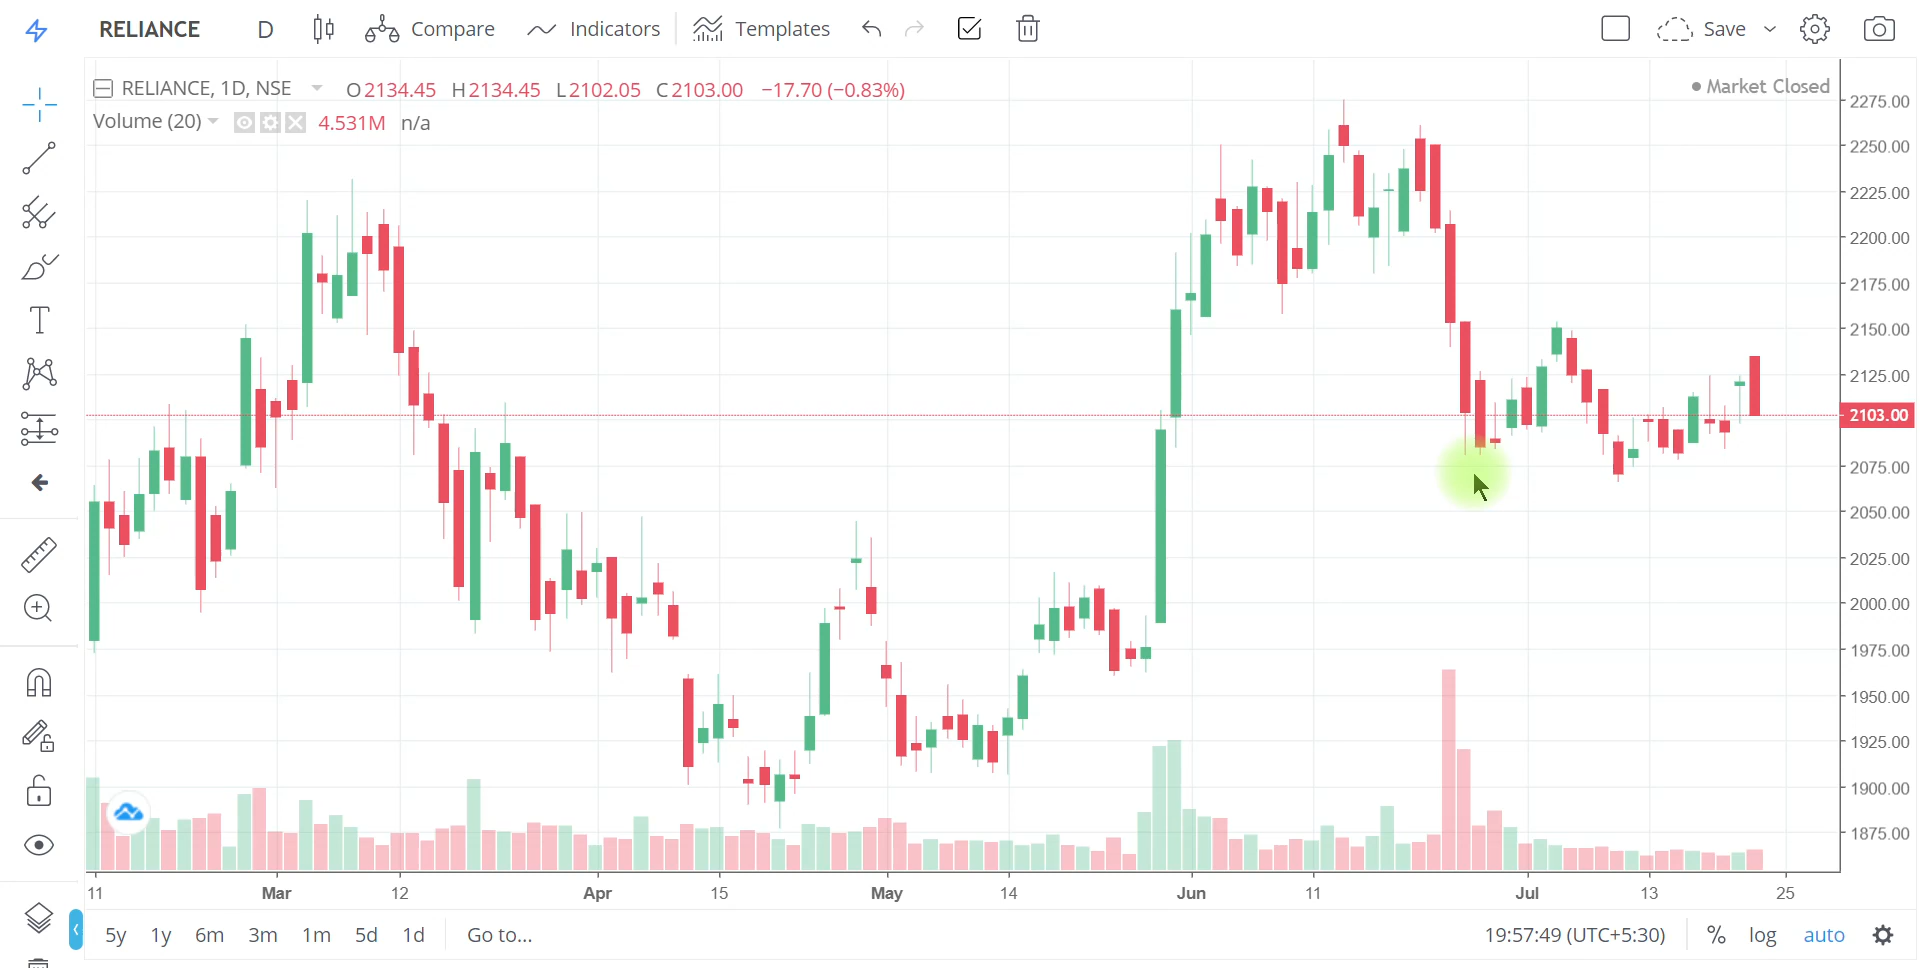 RELIANCE D Compare Indicators Templates Save
RELIANCE, 1D, NSE O2134.45 H2134.45 L2102.05 C2103.00 −17.70 (−0.83%)
Market Closed
Volume (20) 4.531M n/a
T
2275.00
2250.00
2225.00
2200.00
2175.00
2150.00
2125.00
2103.00
2075.00
2050.00
2025.00
2000.00
1975.00
1950.00
1925.00
1900.00
1875.00
11 Mar 12 Apr 15 May 14 Jun 11 Jul 13 25
5y 1y 6m 3m 1m 5d 1d Go to... 19:57:49 (UTC+5:30) % log auto